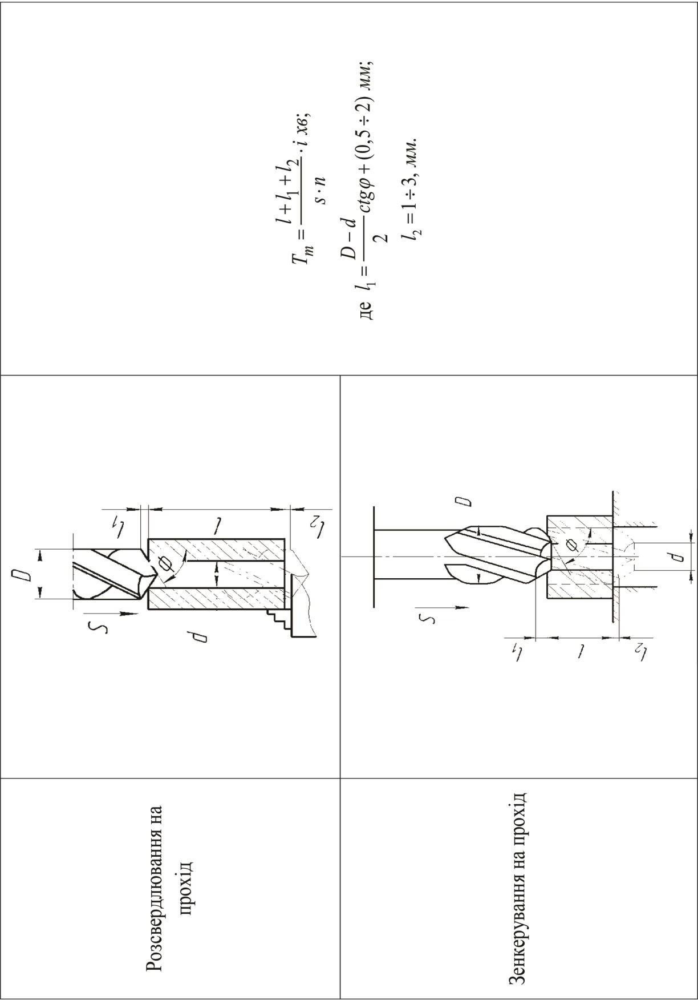 Розсвердлювання на
прохід
D
S
d
Φ
l₁
l
l₂
Зенкерування на прохід
S
D
Φ
l₁
l
l₂
d
Tₘ = (l + l₁ + l₂) / (s · n) · i хв;
де l₁ = (D − d) / 2 ctgφ + (0,5 ÷ 2) мм;
l₂ = 1 ÷ 3, мм.